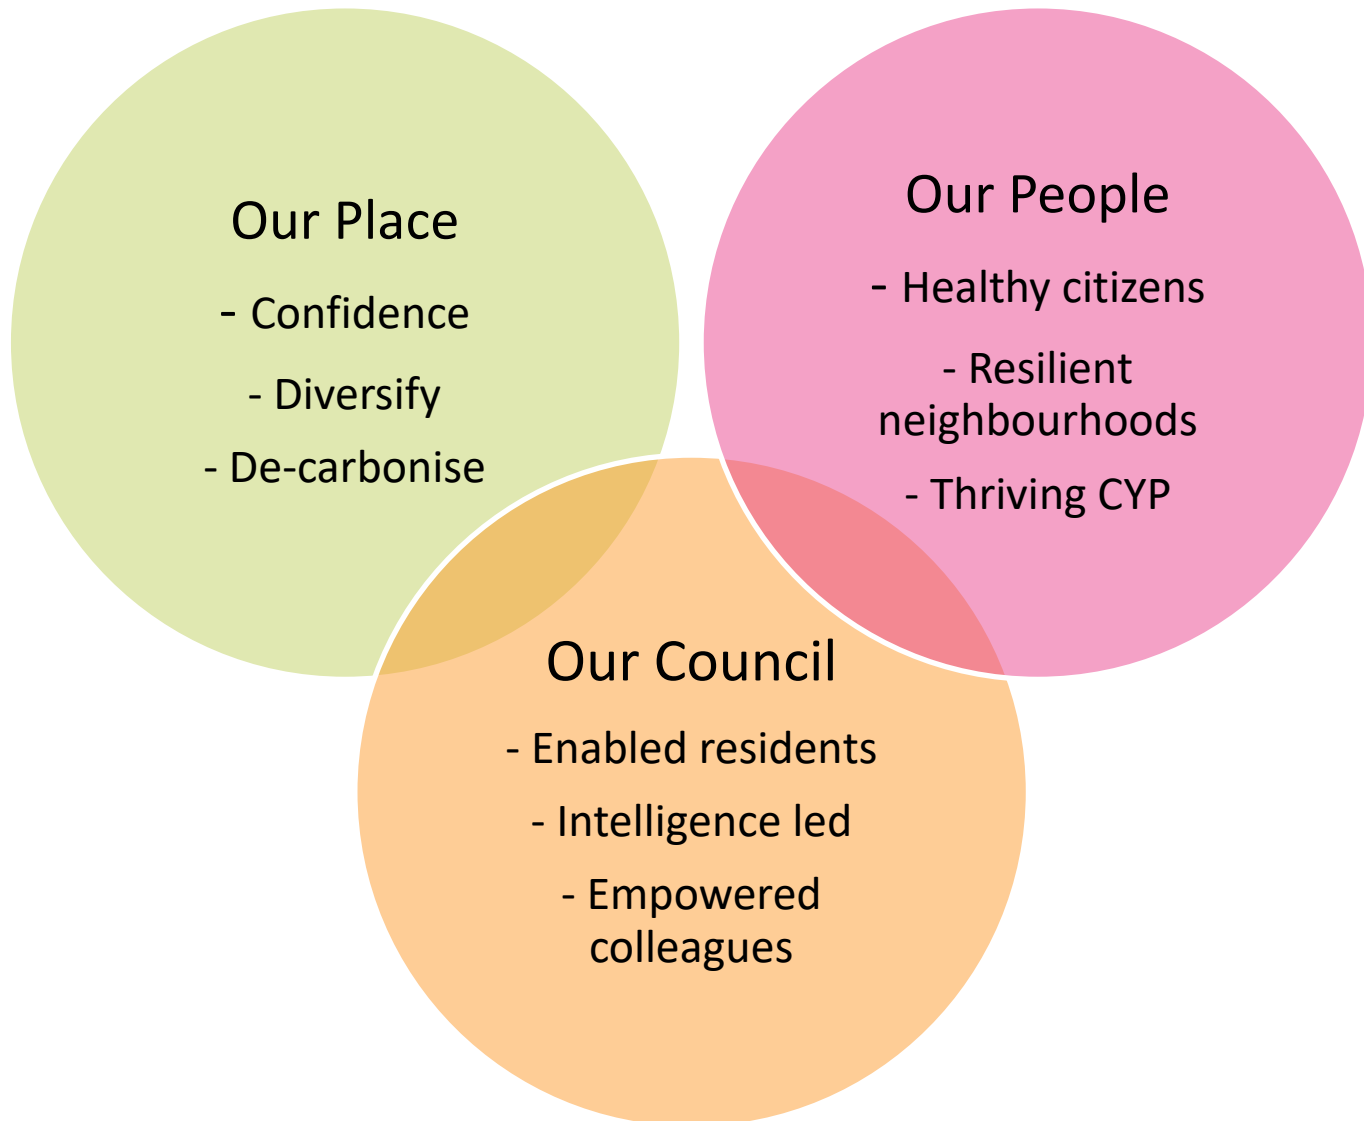 Our Place
- Confidence
- Diversify
- De-carbonise
Our People
- Healthy citizens
- Resilient
neighbourhoods
- Thriving CYP
Our Council
- Enabled residents
- Intelligence led
- Empowered
colleagues